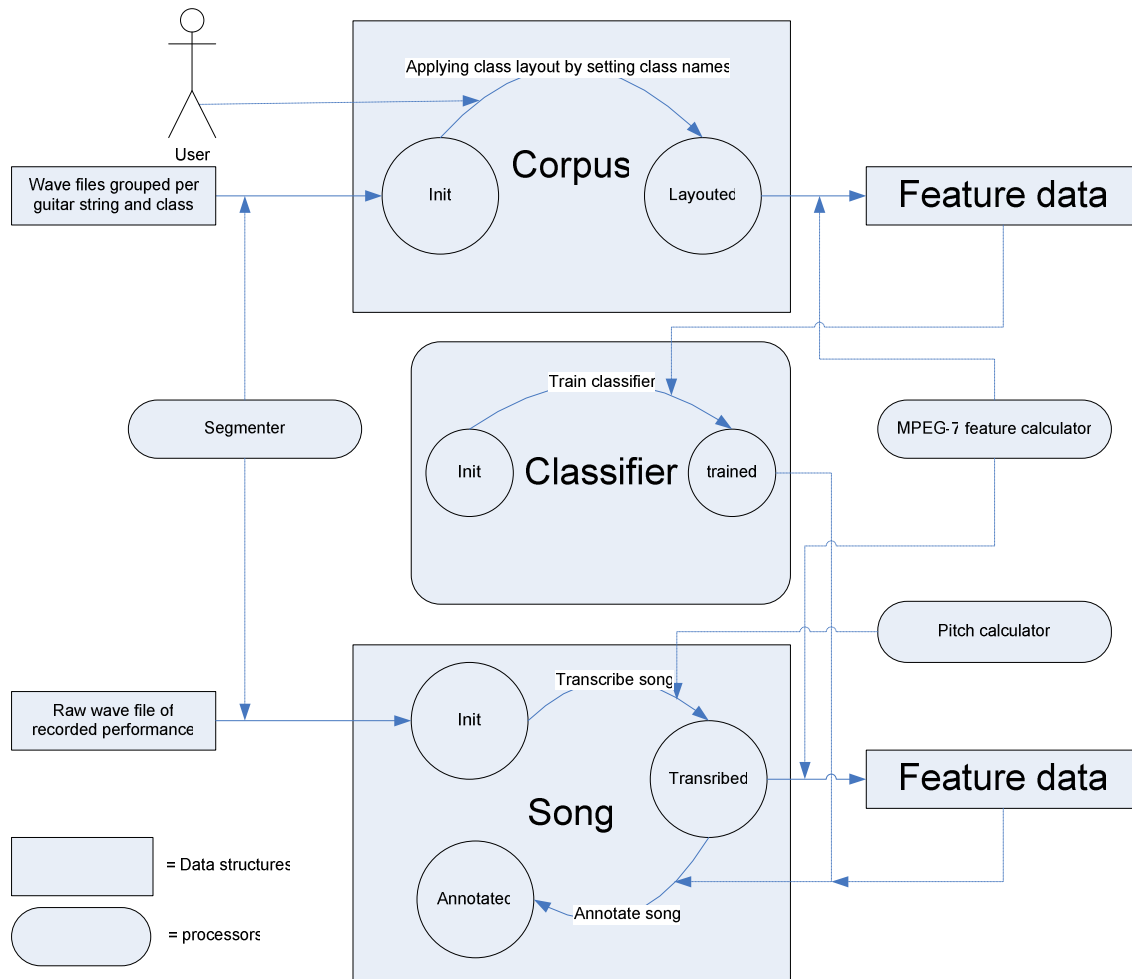 Applying class layout by setting class names
User
Wave files grouped per
guitar string and class
Init
Corpus
Layouted
Feature data
Train classifier
Segmenter
MPEG-7 feature calculator
Init
Classifier
trained
Pitch calculator
Transcribe song
Raw wave file of
recorded performance
Init
Transribed
Feature data
Song
= Data structures
Annotated
Annotate song
= processors